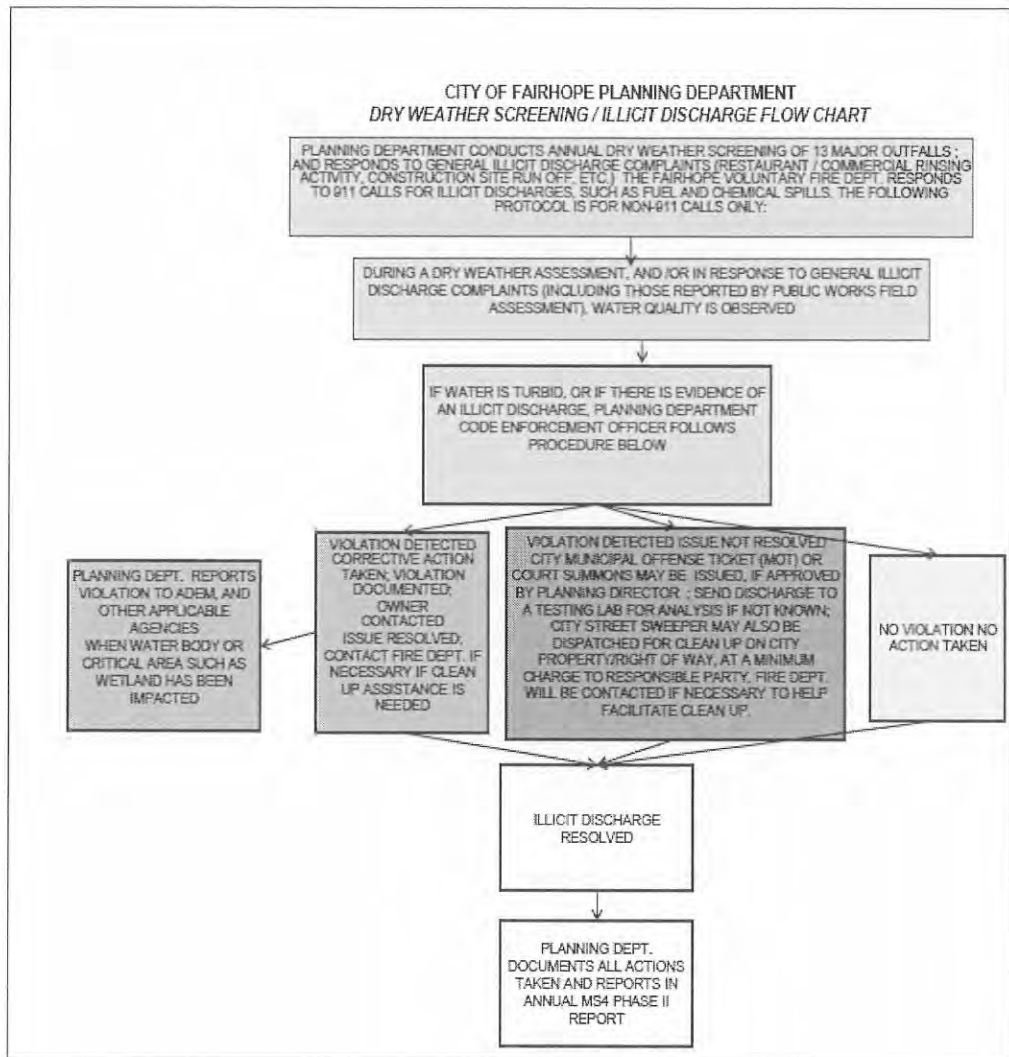 CITY OF FAIRHOPE PLANNING DEPARTMENT
DRY WEATHER SCREENING / ILLICIT DISCHARGE FLOW CHART
PLANNING DEPARTMENT CONDUCTS ANNUAL DRY WEATHER SCREENING OF 13 MAJOR OUTFALLS ;
AND RESPONDS TO GENERAL ILLICIT DISCHARGE COMPLAINTS (RESTAURANT / COMMERCIAL RINSING
ACTIVITY, CONSTRUCTION SITE RUN OFF, ETC.) THE FAIRHOPE VOLUNTARY FIRE DEPT. RESPONDS
TO 911 CALLS FOR ILLICIT DISCHARGES, SUCH AS FUEL AND CHEMICAL SPILLS. THE FOLLOWING
PROTOCOL IS FOR NON-911 CALLS ONLY:
DURING A DRY WEATHER ASSESSMENT, AND /OR IN RESPONSE TO GENERAL ILLICIT
DISCHARGE COMPLAINTS (INCLUDING THOSE REPORTED BY PUBLIC WORKS FIELD
ASSESSMENT), WATER QUALITY IS OBSERVED
IF WATER IS TURBID, OR IF THERE IS EVIDENCE OF
AN ILLICIT DISCHARGE, PLANNING DEPARTMENT
CODE ENFORCEMENT OFFICER FOLLOWS
PROCEDURE BELOW
PLANNING DEPT. REPORTS
VIOLATION TO ADEM, AND
OTHER APPLICABLE
AGENCIES
WHEN WATER BODY OR
CRITICAL AREA SUCH AS
WETLAND HAS BEEN
IMPACTED
VIOLATION DETECTED
CORRECTIVE ACTION
TAKEN; VIOLATION
DOCUMENTED;
OWNER
CONTACTED
ISSUE RESOLVED;
CONTACT FIRE DEPT. IF
NECESSARY IF CLEAN
UP ASSISTANCE IS
NEEDED
VIOLATION DETECTED ISSUE NOT RESOLVED
CITY MUNICIPAL OFFENSE TICKET (MOT) OR
COURT SUMMONS MAY BE ISSUED, IF APPROVED
BY PLANNING DIRECTOR ; SEND DISCHARGE TO
A TESTING LAB FOR ANALYSIS IF NOT KNOWN;
CITY STREET SWEEPER MAY ALSO BE
DISPATCHED FOR CLEAN UP ON CITY
PROPERTY/RIGHT OF WAY, AT A MINIMUM
CHARGE TO RESPONSIBLE PARTY. FIRE DEPT.
WILL BE CONTACTED IF NECESSARY TO HELP
FACILITATE CLEAN UP.
NO VIOLATION NO
ACTION TAKEN
ILLICIT DISCHARGE
RESOLVED
PLANNING DEPT.
DOCUMENTS ALL ACTIONS
TAKEN AND REPORTS IN
ANNUAL MS4 PHASE II
REPORT